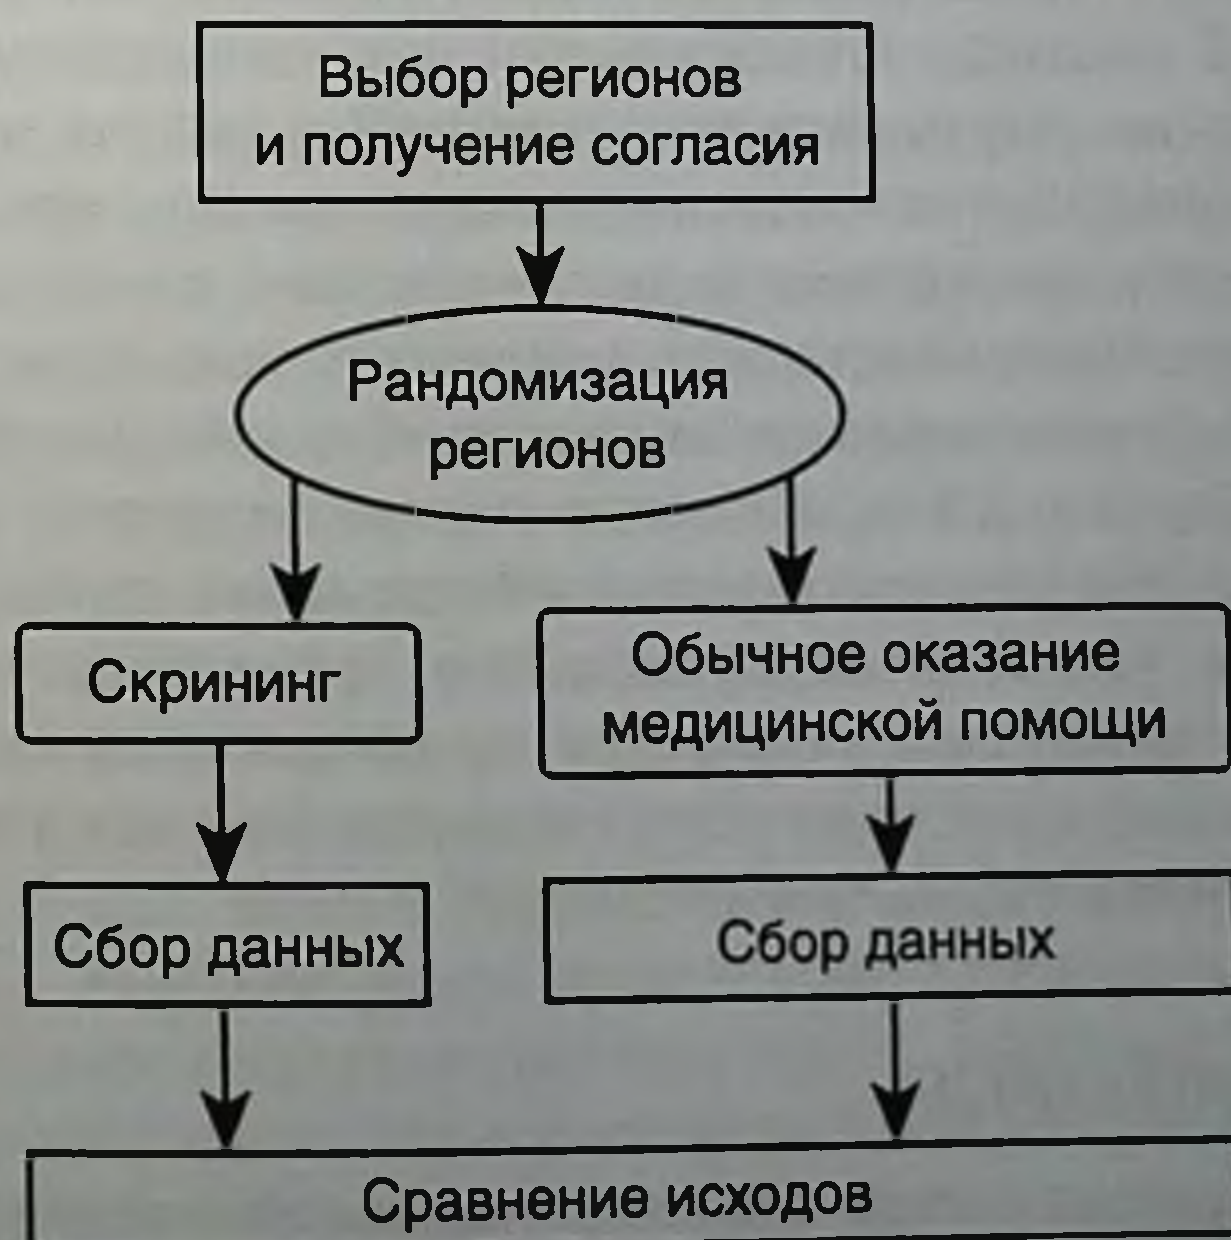 Выбор регионов
и получение согласия
Рандомизация
регионов
Скрининг
Обычное оказание
медицинской помощи
Сбор данных
Сбор данных
Сравнение исходов